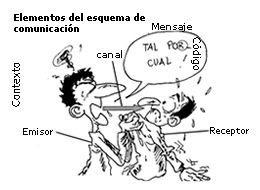 Elementos del esquema de
comunicación
Mensaje
canal
TAL POR
CUAL!
Código
Contexto
Emisor
Receptor